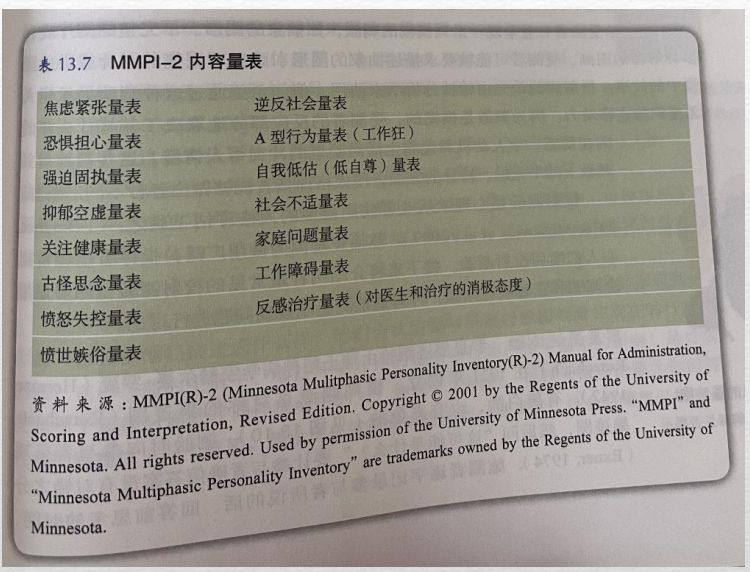 表 13.7 MMPI-2 内容量表
焦虑紧张量表 逆反社会量表
恐惧担心量表 A 型行为量表（工作狂）
强迫固执量表 自我低估（低自尊）量表
抑郁空虚量表 社会不适量表
关注健康量表 家庭问题量表
古怪思念量表 工作障碍量表
愤怒失控量表 反感治疗量表（对医生和治疗的消极态度）
愤世嫉俗量表
资料来源：MMPI(R)-2 (Minnesota Mulitphasic Personality Inventory(R)-2) Manual for Administration,
Scoring and Interpretation, Revised Edition. Copyright © 2001 by the Regents of the University of
Minnesota. All rights reserved. Used by permission of the University of Minnesota Press. “MMPI” and
“Minnesota Multiphasic Personality Inventory” are trademarks owned by the Regents of the University of
Minnesota.